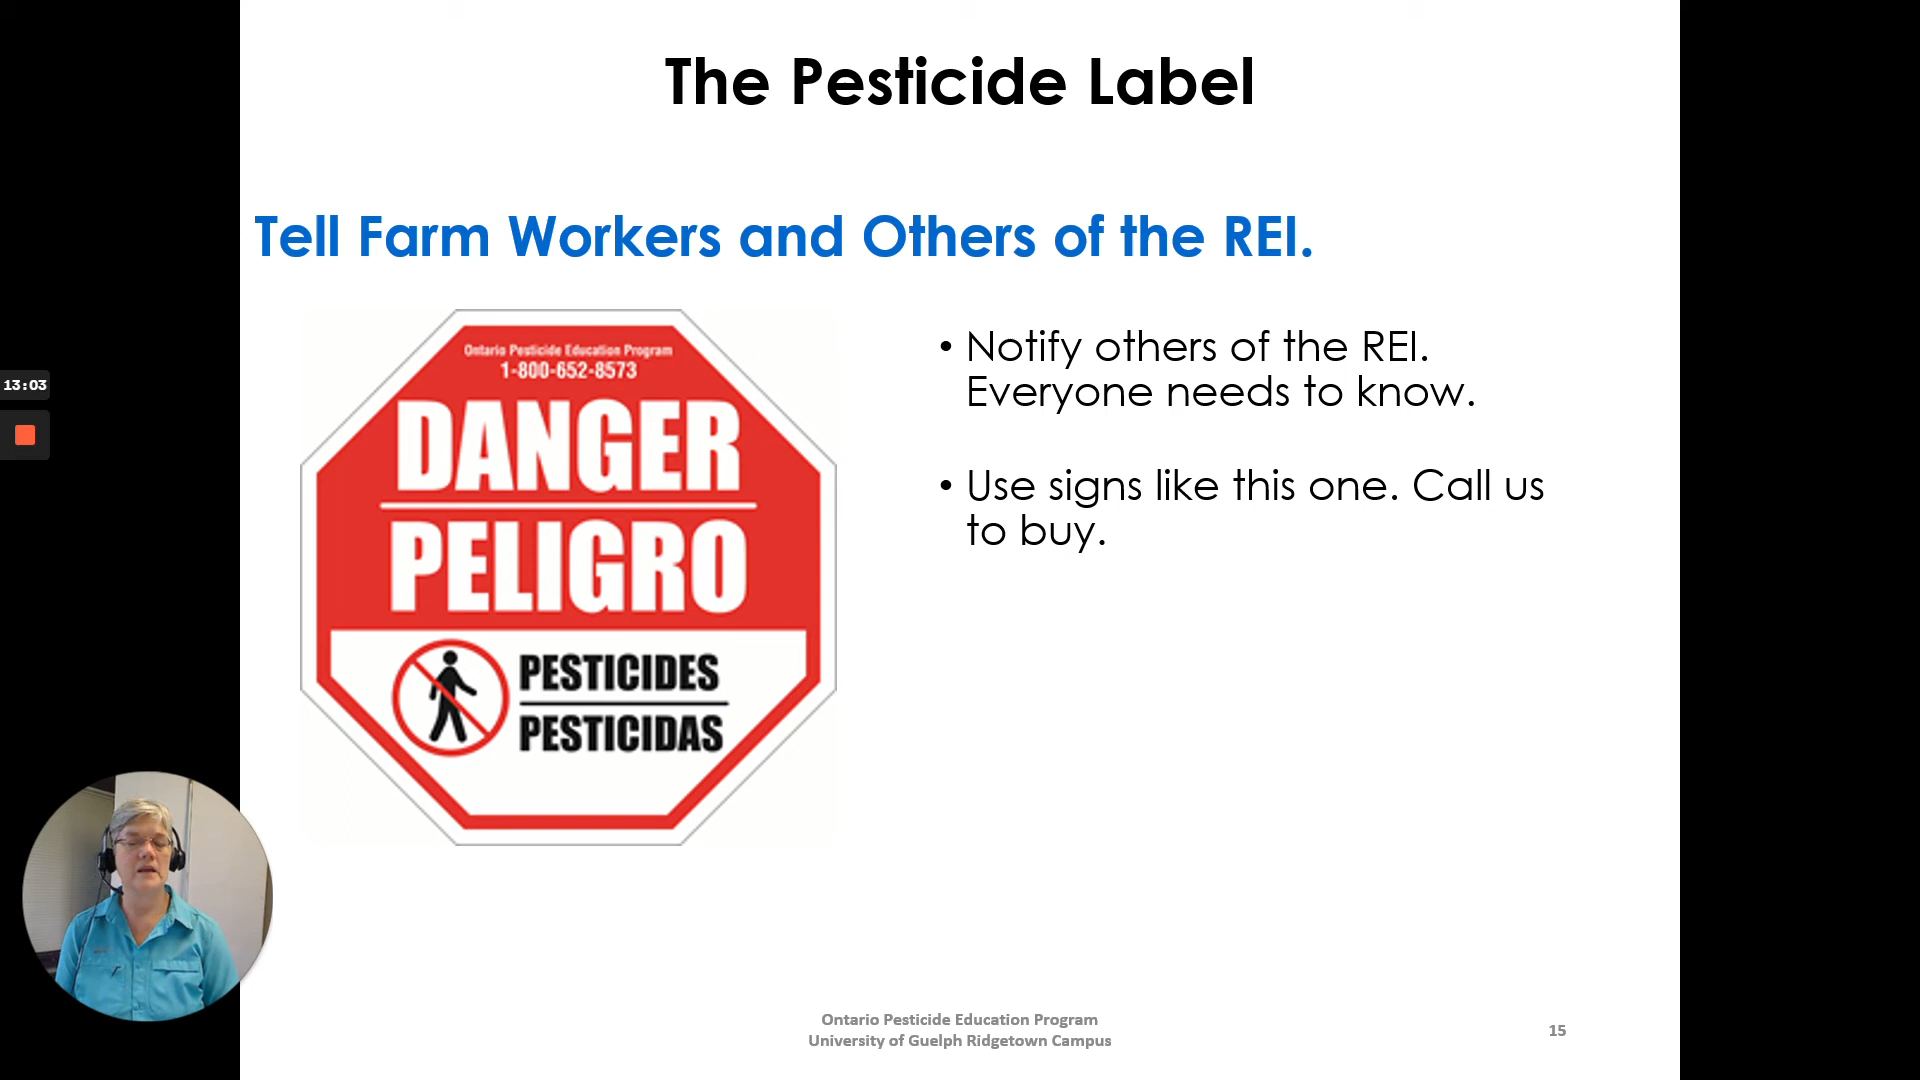 The Pesticide Label
Tell Farm Workers and Others of the REI.
Ontario Pesticide Education Program
1-800-652-8573
DANGER
PELIGRO
PESTICIDES
PESTICIDAS
• Notify others of the REI.
Everyone needs to know.
• Use signs like this one. Call us
to buy.
13:03
Ontario Pesticide Education Program
University of Guelph Ridgetown Campus
15